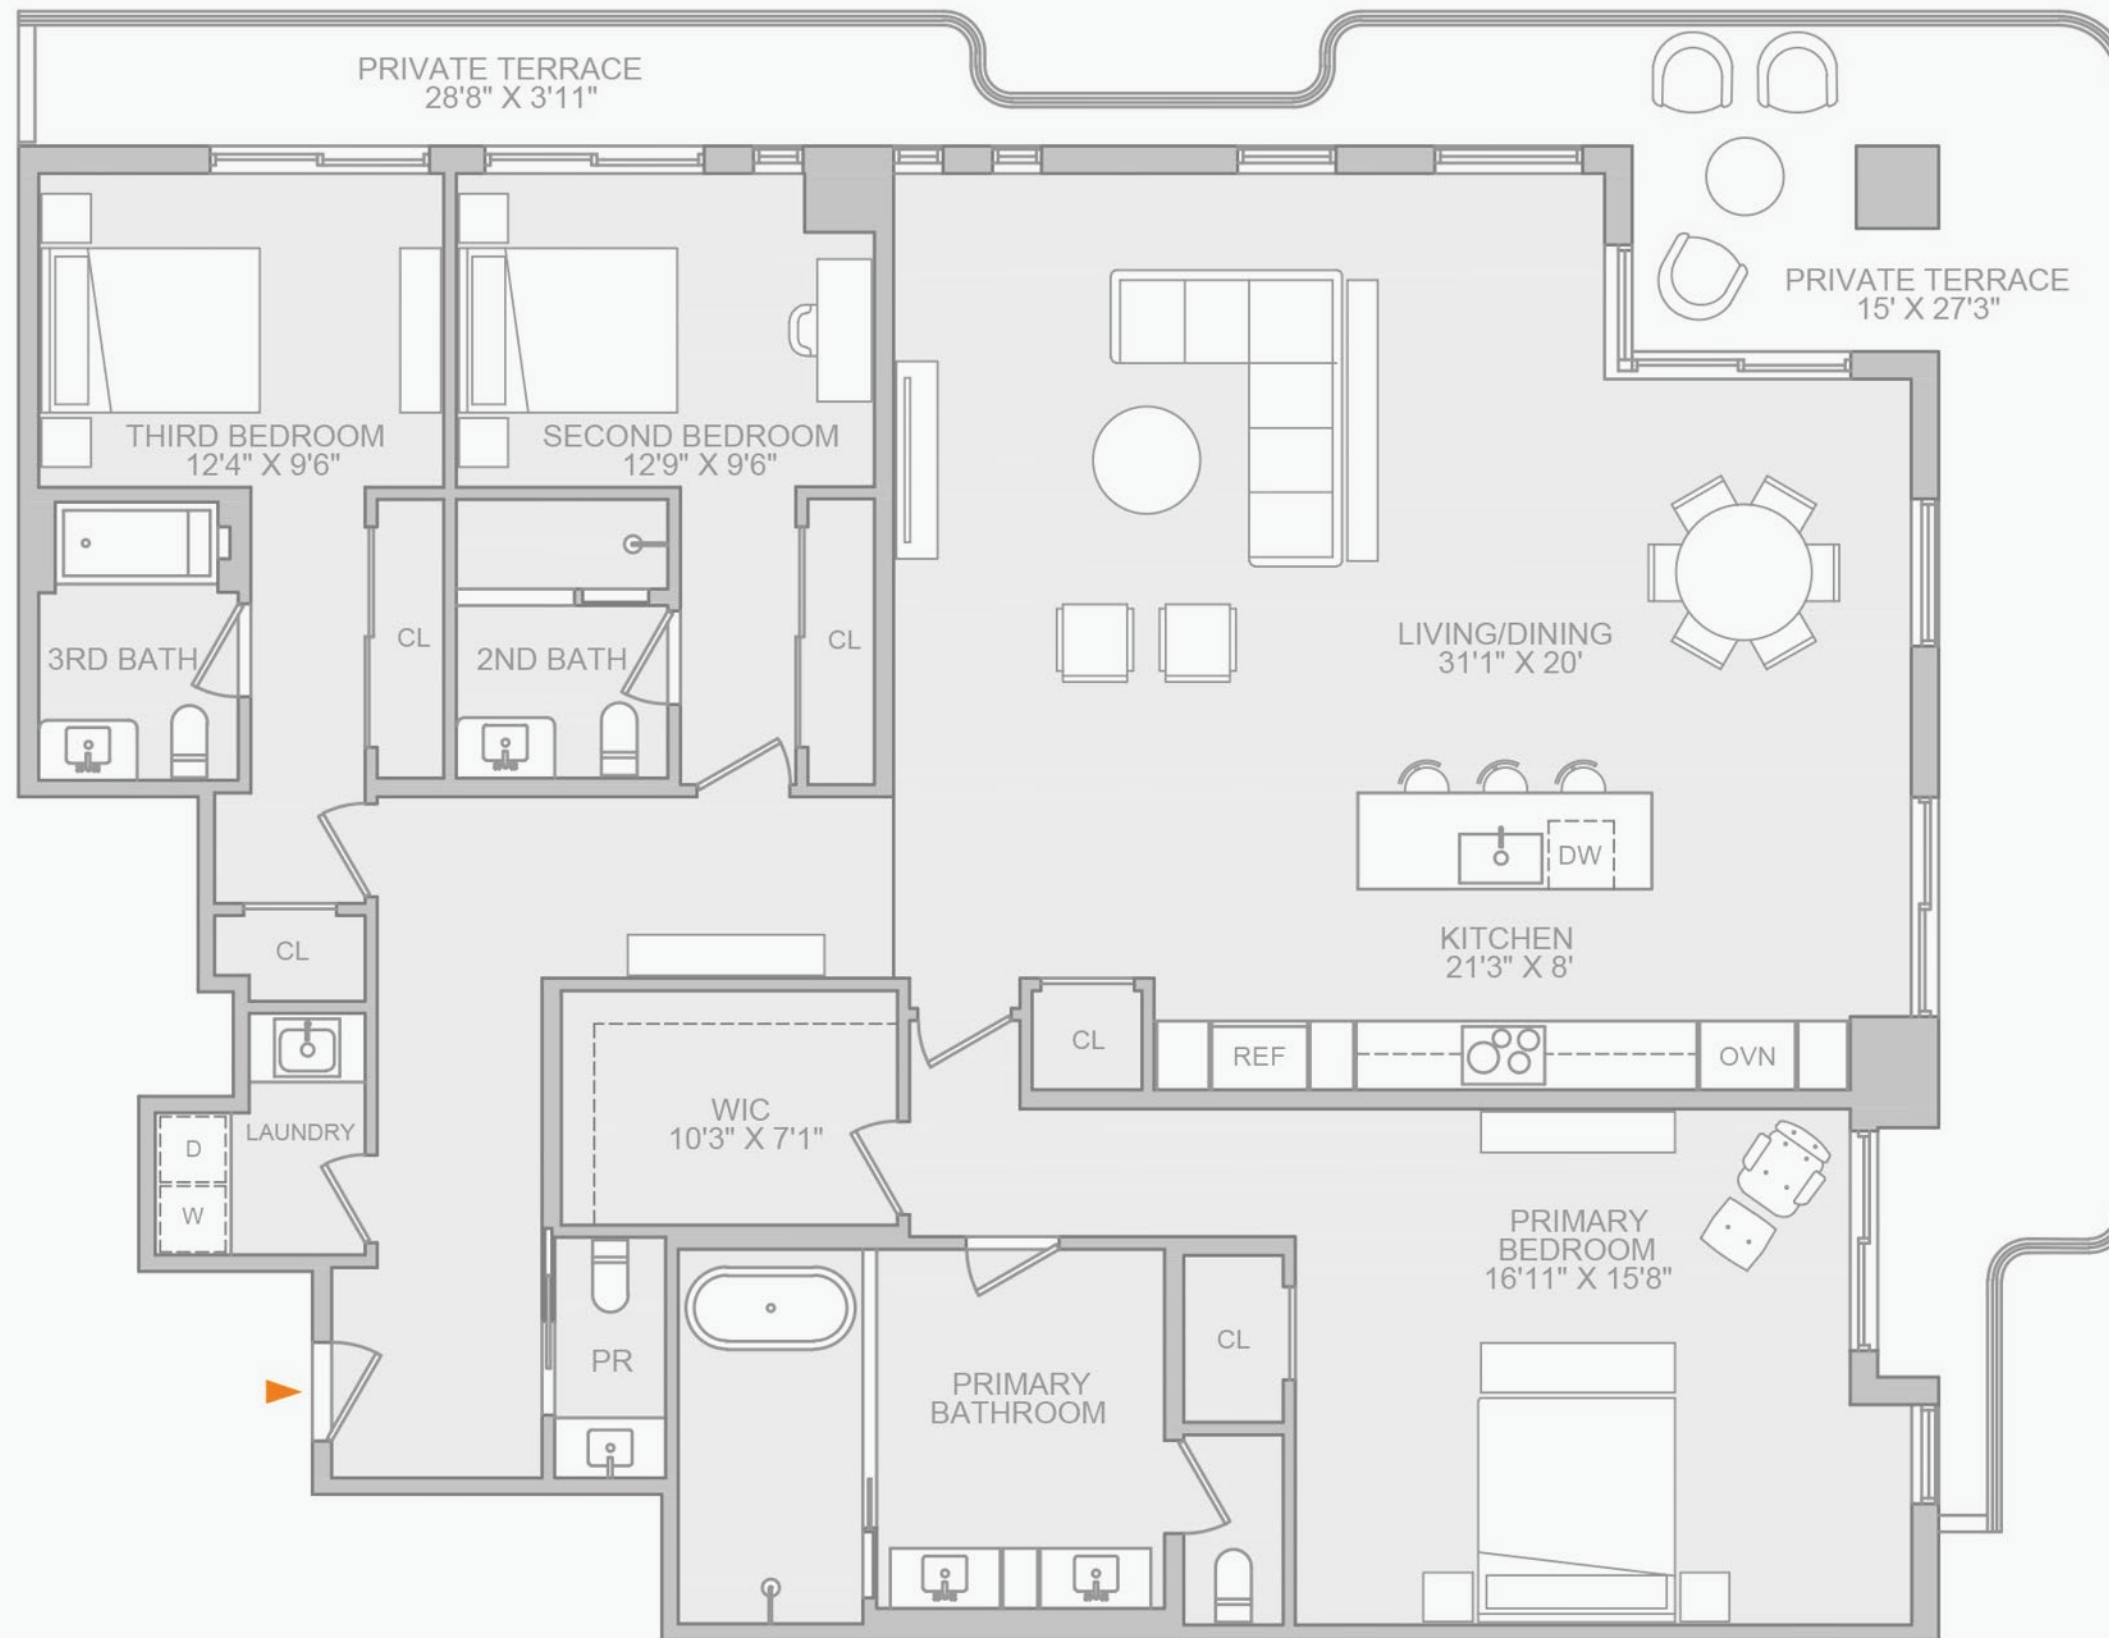 PRIVATE TERRACE
28'8" X 3'11"
PRIVATE TERRACE
15' X 27'3"
THIRD BEDROOM
12'4" X 9'6"
SECOND BEDROOM
12'9" X 9'6"
3RD BATH
CL
2ND BATH
CL
LIVING/DINING
31'1" X 20'
DW
KITCHEN
21'3" X 8'
CL
CL
REF
OVN
WIC
10'3" X 7'1"
LAUNDRY
D
W
PRIMARY
BEDROOM
16'11" X 15'8"
PR
CL
PRIMARY
BATHROOM